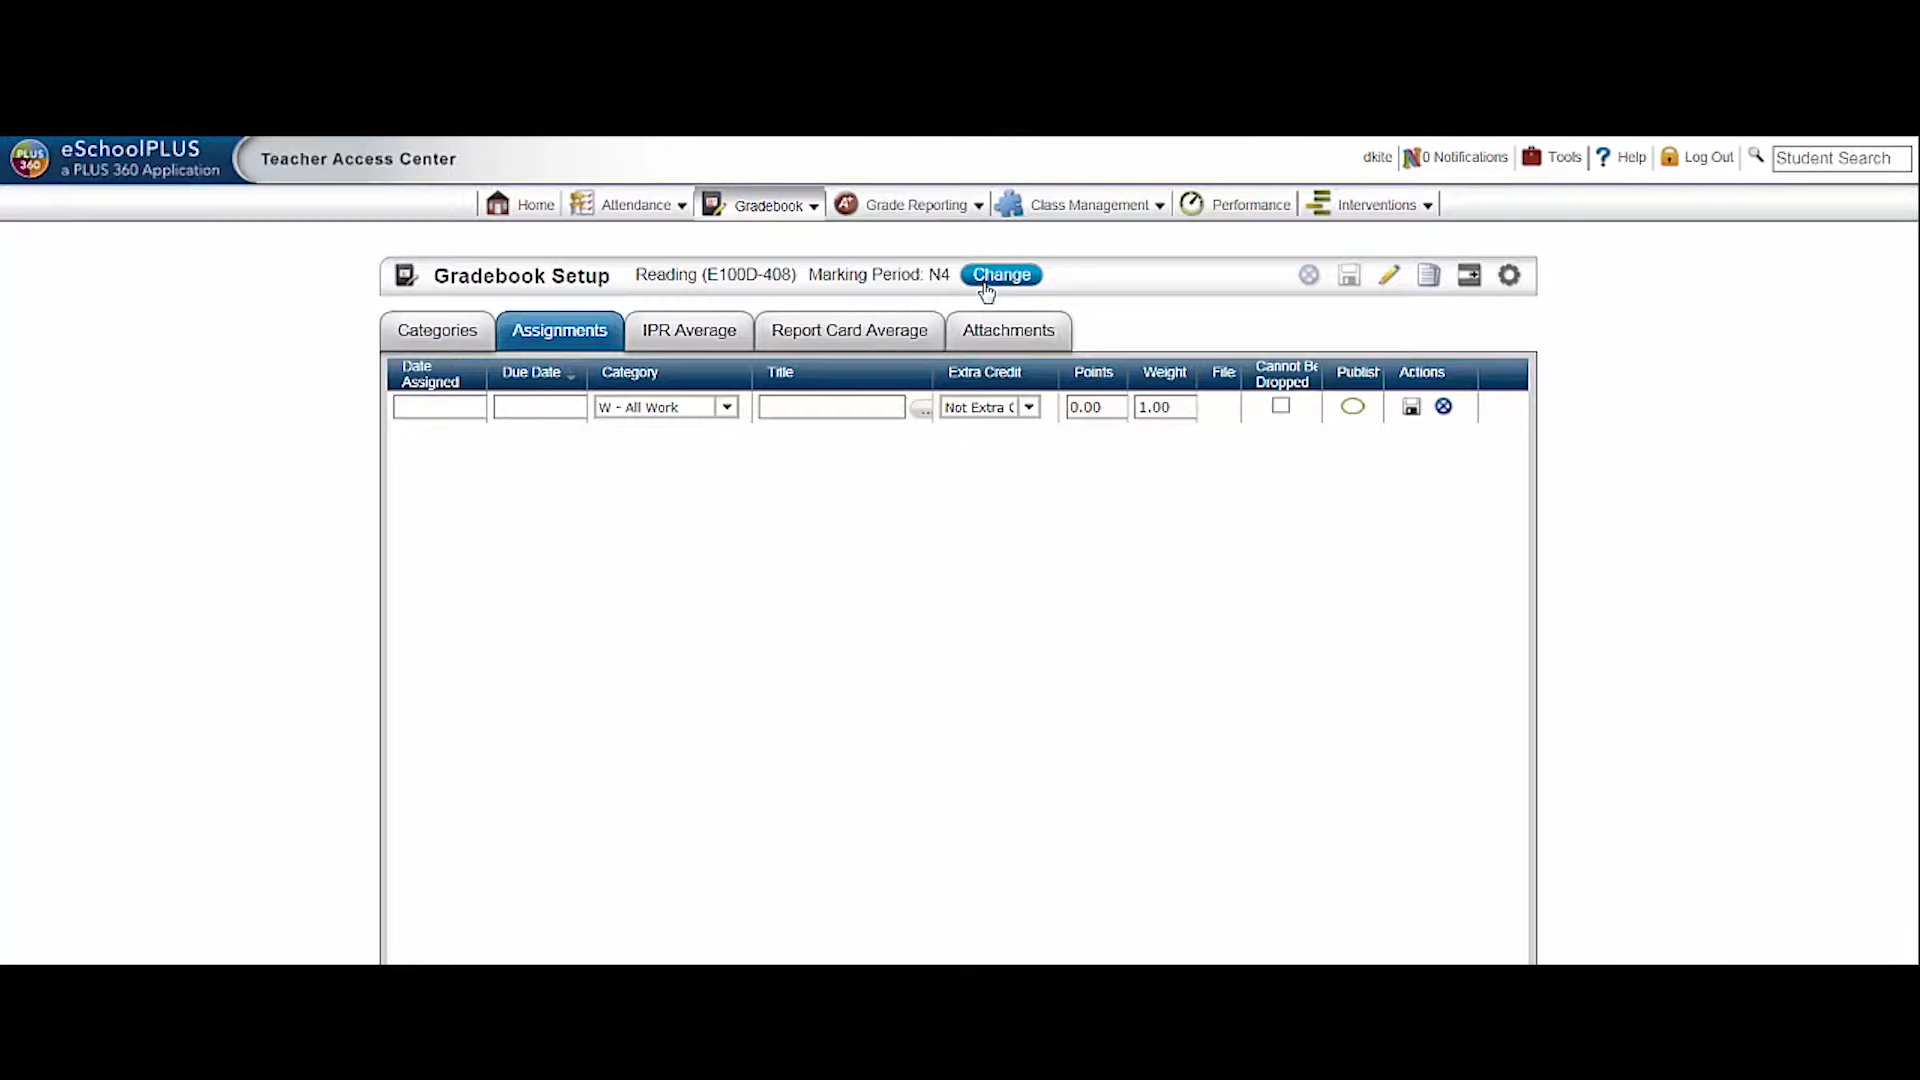 PLUS 360
eSchoolPLUS
a PLUS 360 Application
Teacher Access Center
dkite
0 Notifications
Tools
? Help
Log Out
Student Search
Home
Attendance
Gradebook
A+
Grade Reporting
Class Management
Performance
Interventions
Gradebook Setup Reading (E100D-408) Marking Period: N4 Change
Categories Assignments IPR Average Report Card Average Attachments
Date
Assigned
Due Date
Category
Title
Extra Credit
Points
Weight
File
Cannot Be
Dropped
Publish
Actions
W - All Work
...
Not Extra C
0.00
1.00